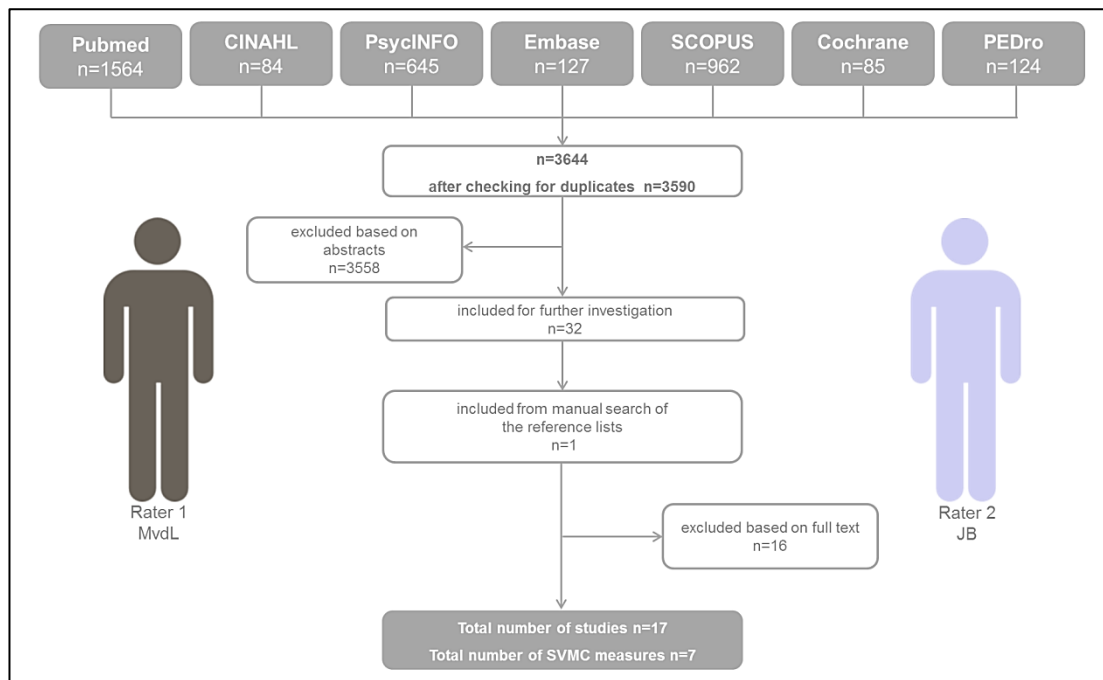 Pubmed
n=1564
CINAHL
n=84
PsycINFO
n=645
Embase
n=127
SCOPUS
n=962
Cochrane
n=85
PEDro
n=124
n=3644
after checking for duplicates n=3590
excluded based on
abstracts
n=3558
included for further investigation
n=32
included from manual search of
the reference lists
n=1
Rater 1
MvdL
Rater 2
JB
excluded based on full text
n=16
Total number of studies n=17
Total number of SVMC measures n=7